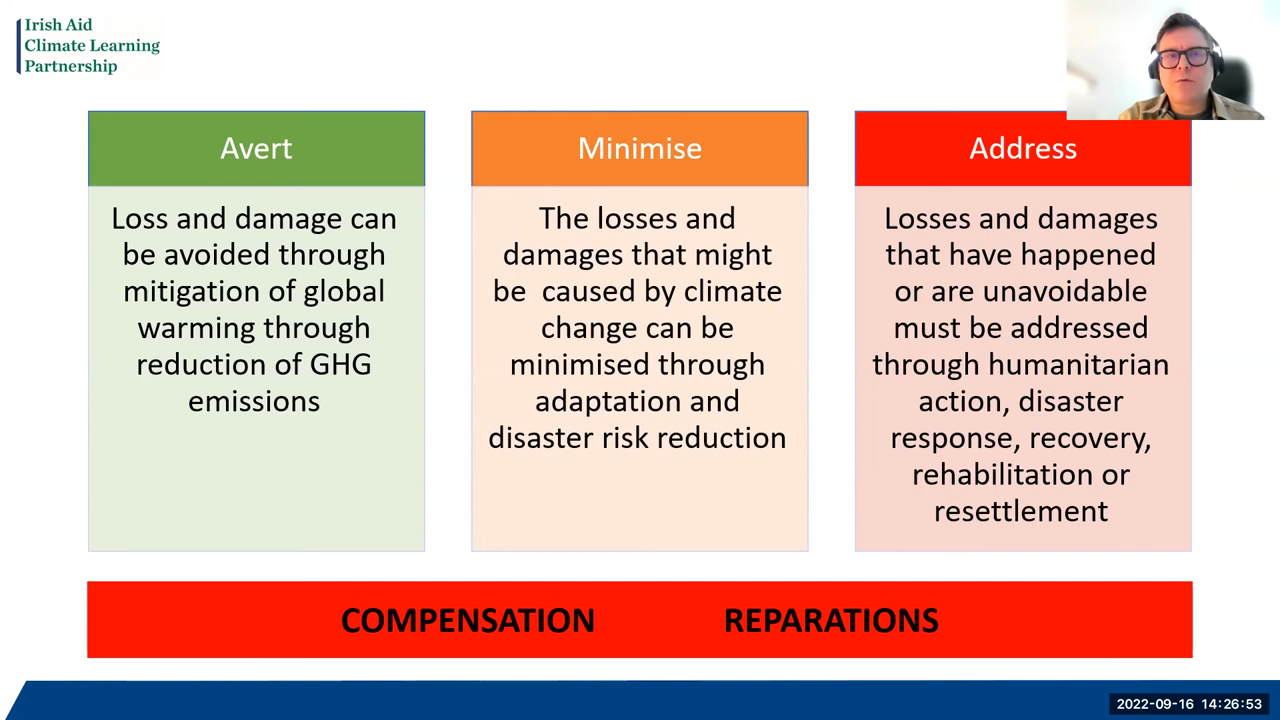 Irish Aid
Climate Learning
Partnership
Avert
Loss and damage can
be avoided through
mitigation of global
warming through
reduction of GHG
emissions
Minimise
The losses and
damages that might
be caused by climate
change can be
minimised through
adaptation and
disaster risk reduction
Address
Losses and damages
that have happened
or are unavoidable
must be addressed
through humanitarian
action, disaster
response, recovery,
rehabilitation or
resettlement
COMPENSATION REPARATIONS
2022-09-16 14:26:53